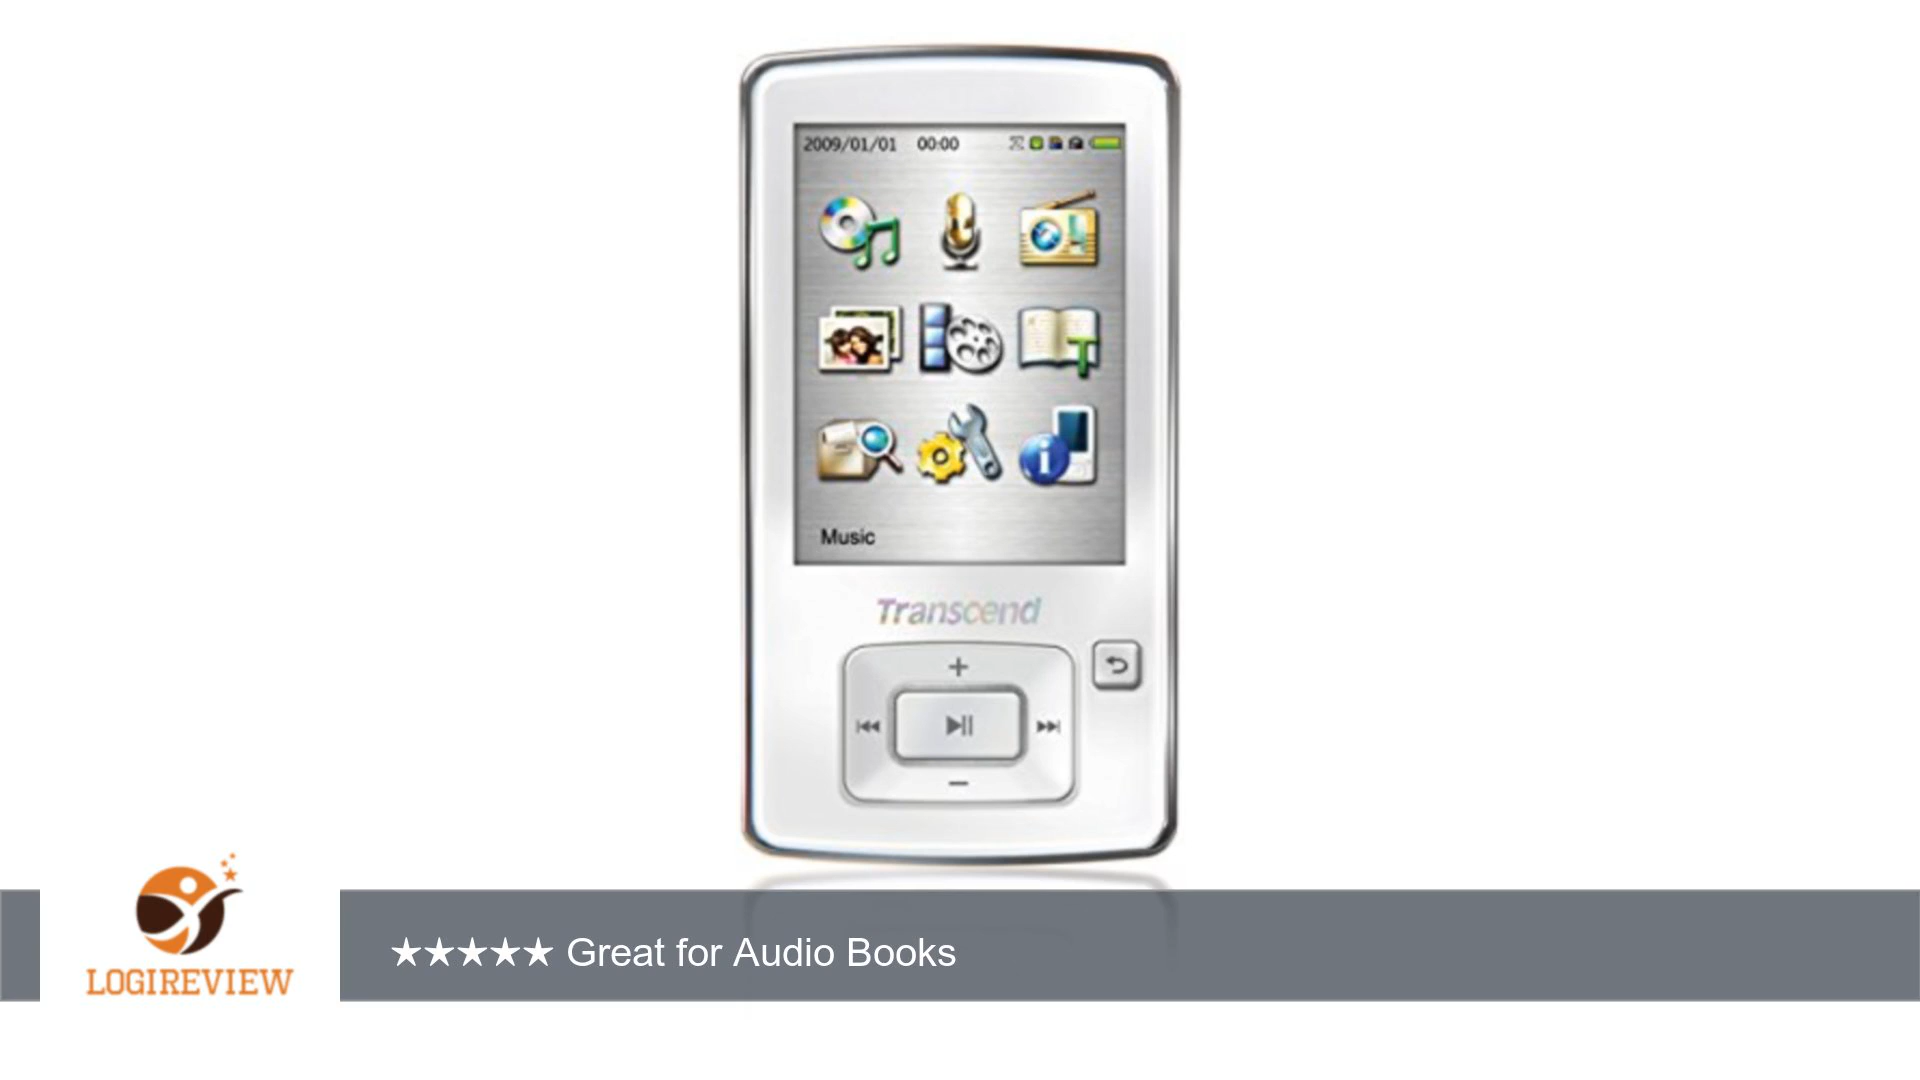 2009/01/01 00:00
Music
Transcend
LOGIREVIEW
★★★★★ Great for Audio Books